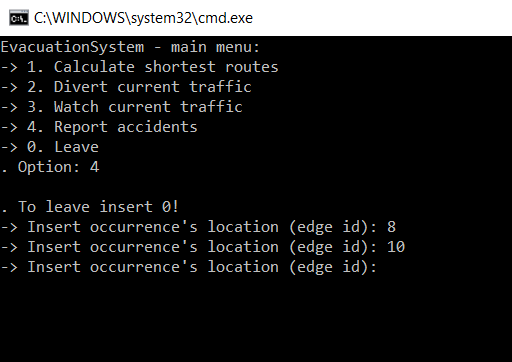 C:\WINDOWS\system32\cmd.exe
EvacuationSystem - main menu:
-> 1. Calculate shortest routes
-> 2. Divert current traffic
-> 3. Watch current traffic
-> 4. Report accidents
-> 0. Leave
. Option: 4
. To leave insert 0!
-> Insert occurrence's location (edge id): 8
-> Insert occurrence's location (edge id): 10
-> Insert occurrence's location (edge id):